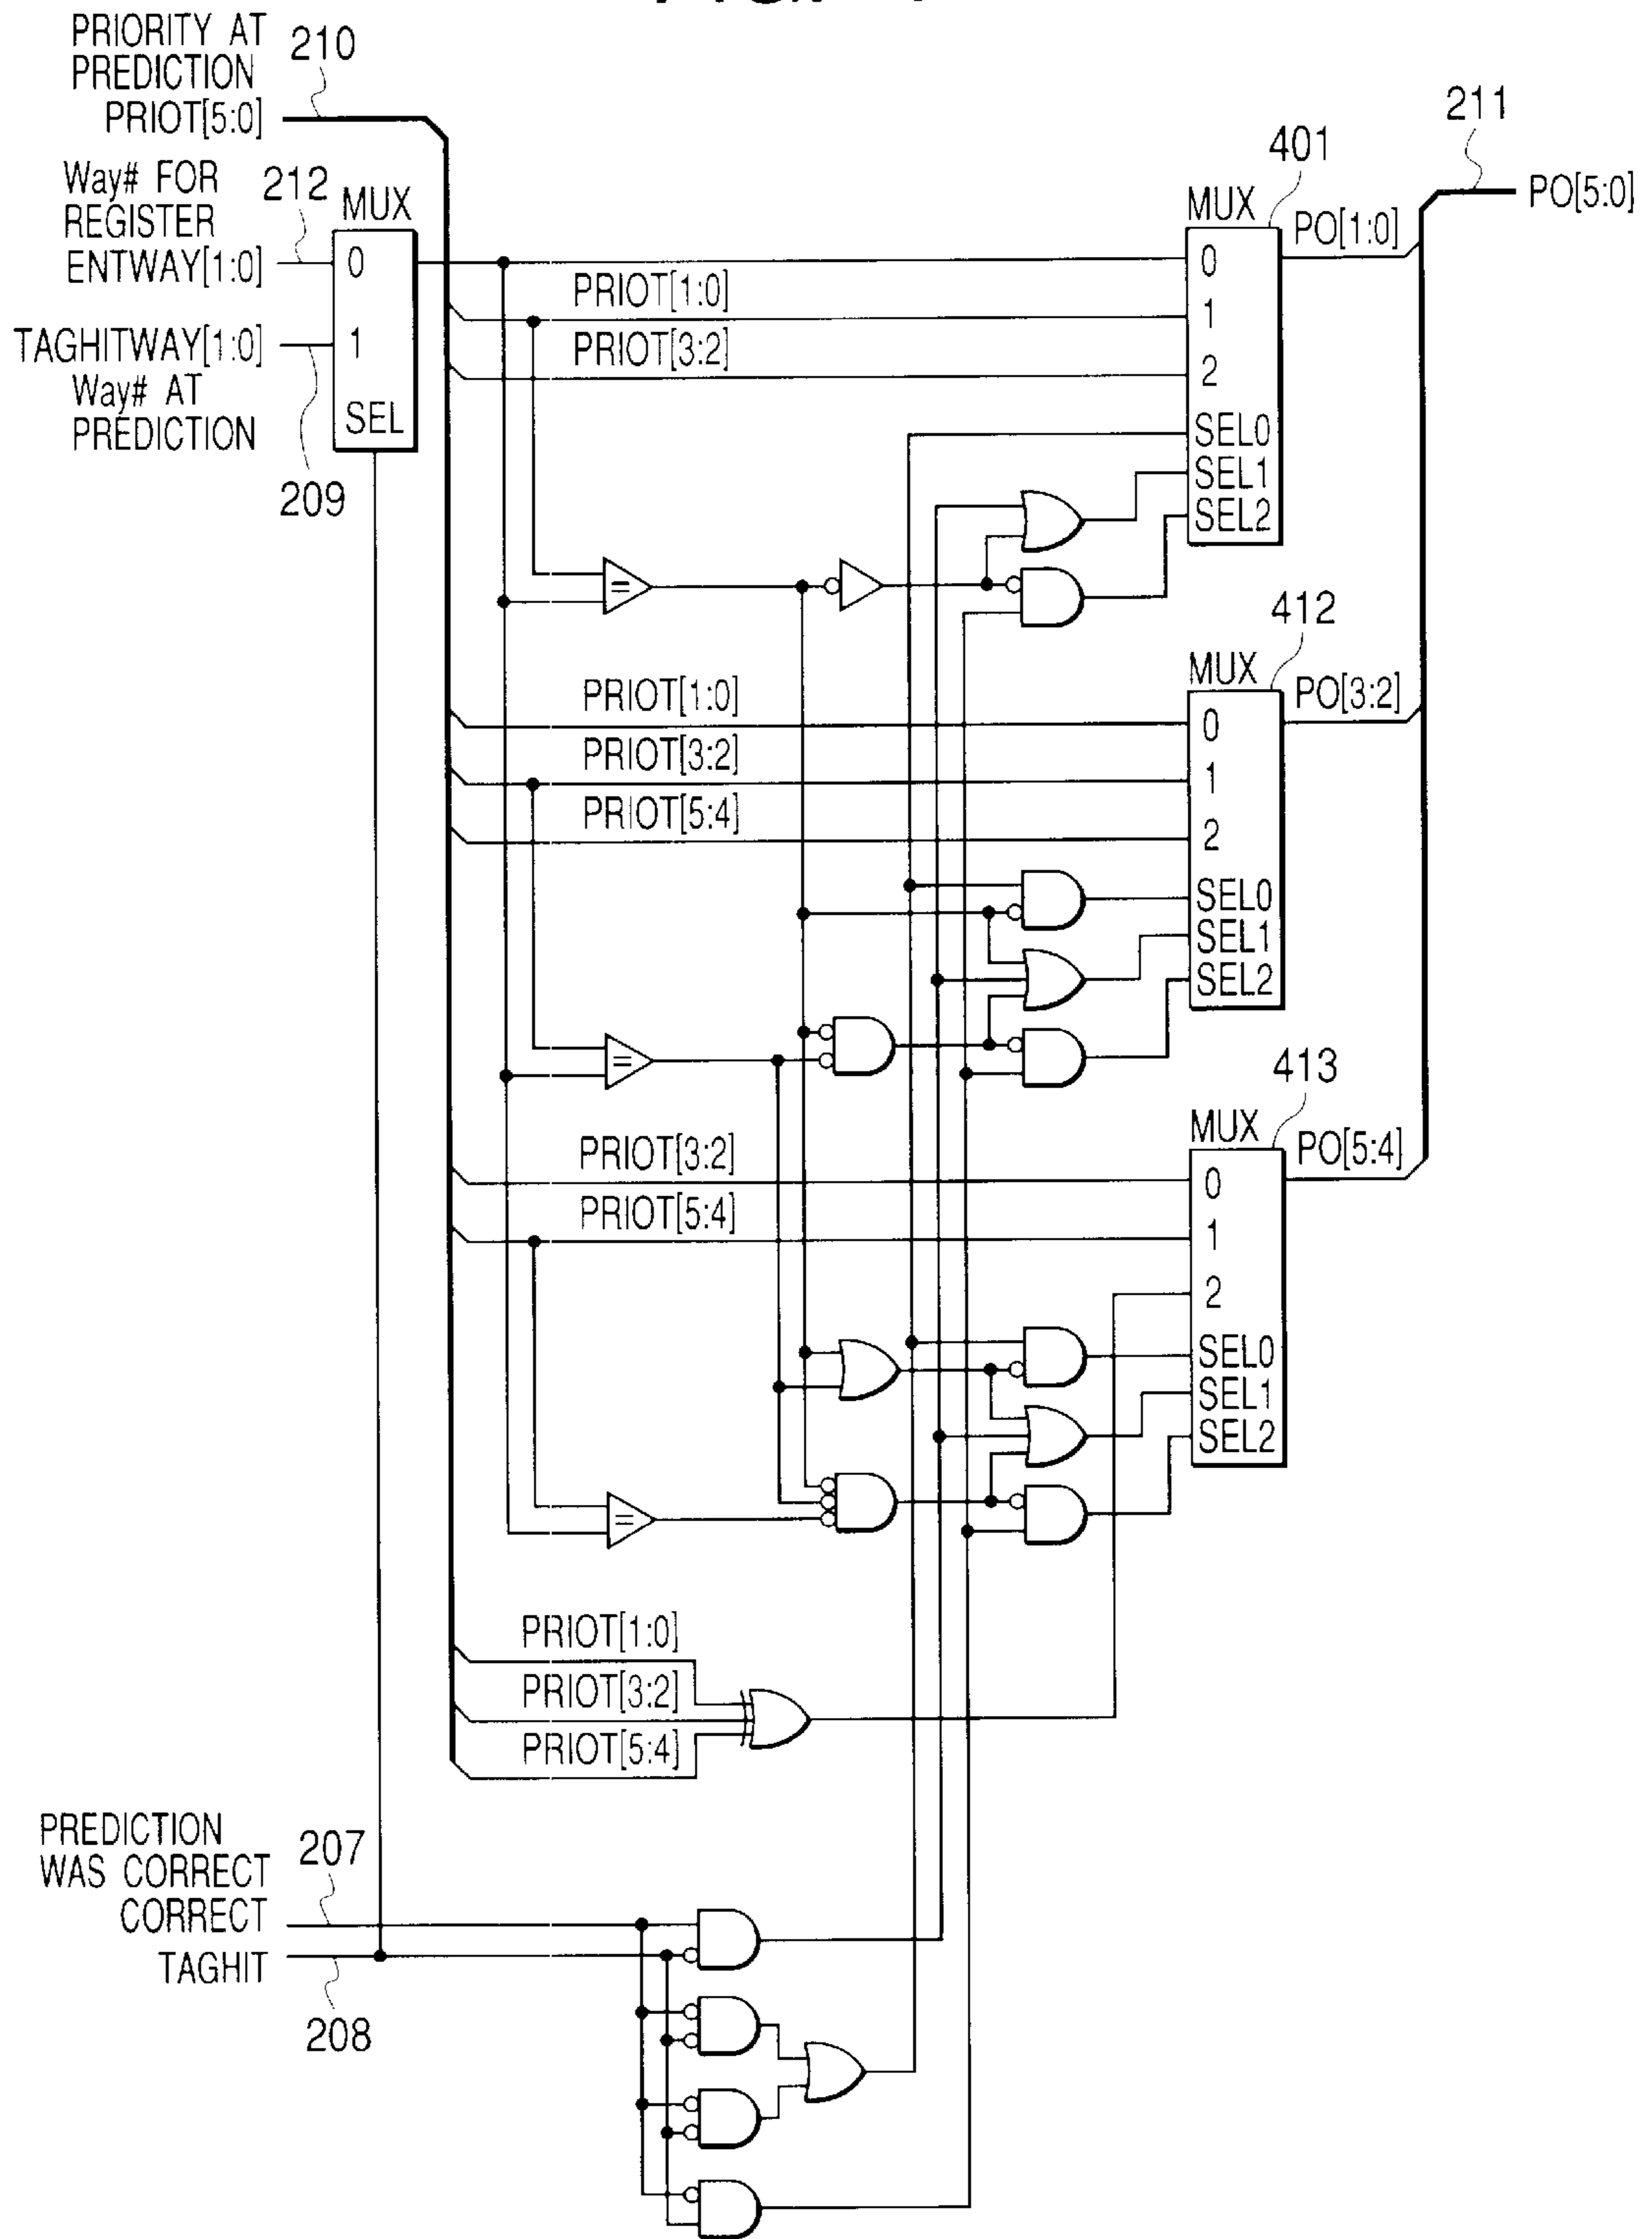 PRIORITY AT
PREDICTION
PRIOT[5:0]
210
Way# FOR
REGISTER
ENTWAY[1:0]
212
MUX
0
1
SEL
TAGHITWAY[1:0]
Way# AT
PREDICTION
209
401
MUX
0
1
2
SEL0
SEL1
SEL2
PO[1:0]
211
PO[5:0]
PRIOT[1:0]
PRIOT[3:2]
=
412
MUX
0
1
2
SEL0
SEL1
SEL2
PO[3:2]
PRIOT[1:0]
PRIOT[3:2]
PRIOT[5:4]
=
413
MUX
0
1
2
SEL0
SEL1
SEL2
PO[5:4]
PRIOT[3:2]
PRIOT[5:4]
=
PRIOT[1:0]
PRIOT[3:2]
PRIOT[5:4]
PREDICTION
WAS CORRECT
CORRECT
207
TAGHIT
208